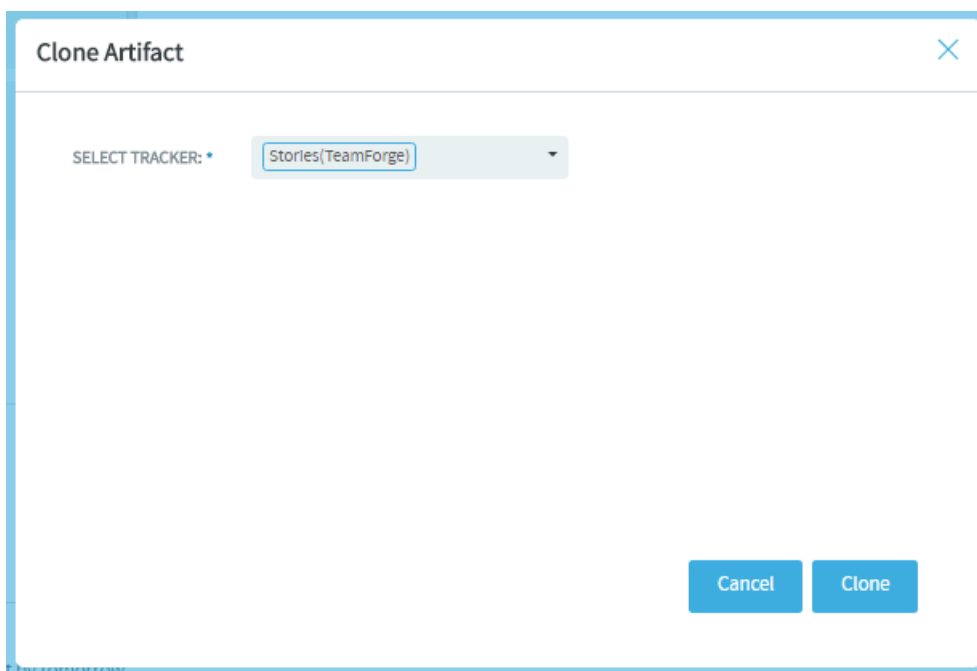 Clone Artifact
SELECT TRACKER: *
Stories(TeamForge)
Cancel
Clone